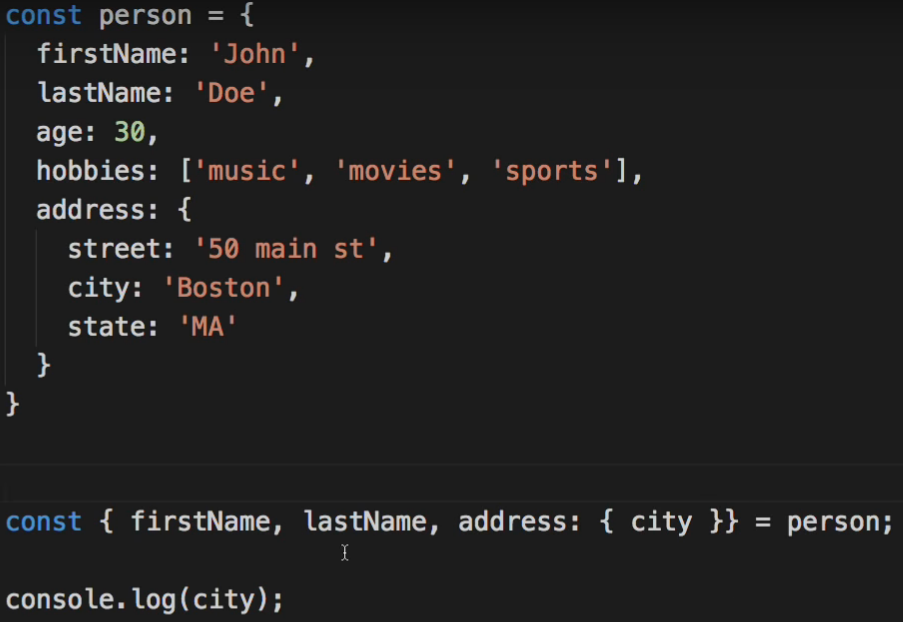 const person = {
  firstName: 'John',
  lastName: 'Doe',
  age: 30,
  hobbies: ['music', 'movies', 'sports'],
  address: {
    street: '50 main st',
    city: 'Boston',
    state: 'MA'
  }
}
const { firstName, lastName, address: { city }} = person;
console.log(city);